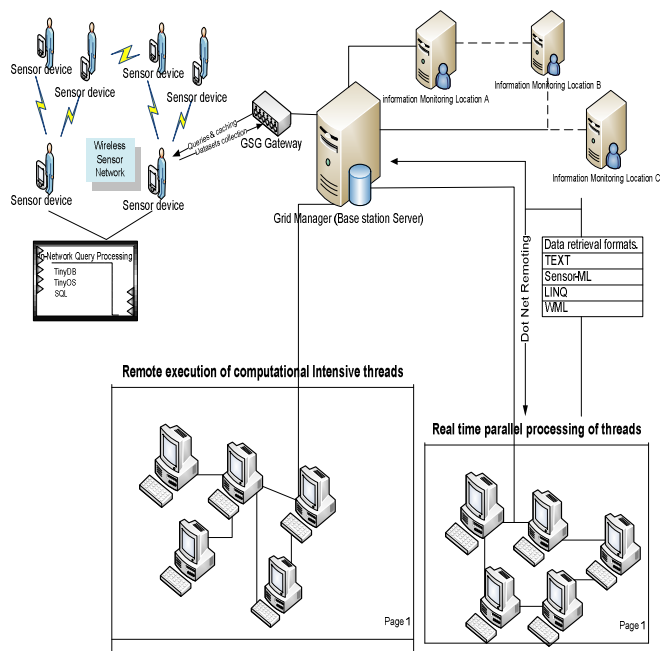 Sensor device
Sensor device
Sensor device
Sensor device
Wireless
Sensor
Network
Sensor device
Sensor device
Queries & caching
Datasets collection
GSG Gateway
Grid Manager (Base station Server)
Information Monitoring Location A
Information Monitoring Location B
Information Monitoring Location C
In-Network Query Processing
TinyDB
TinyOS
SQL
Dot Net Remoting
Data retrieval formats.
TEXT
Sensor-ML
LINQ
WML
Remote execution of computational Intensive threads
Page 1
Real time parallel processing of threads
Page 1